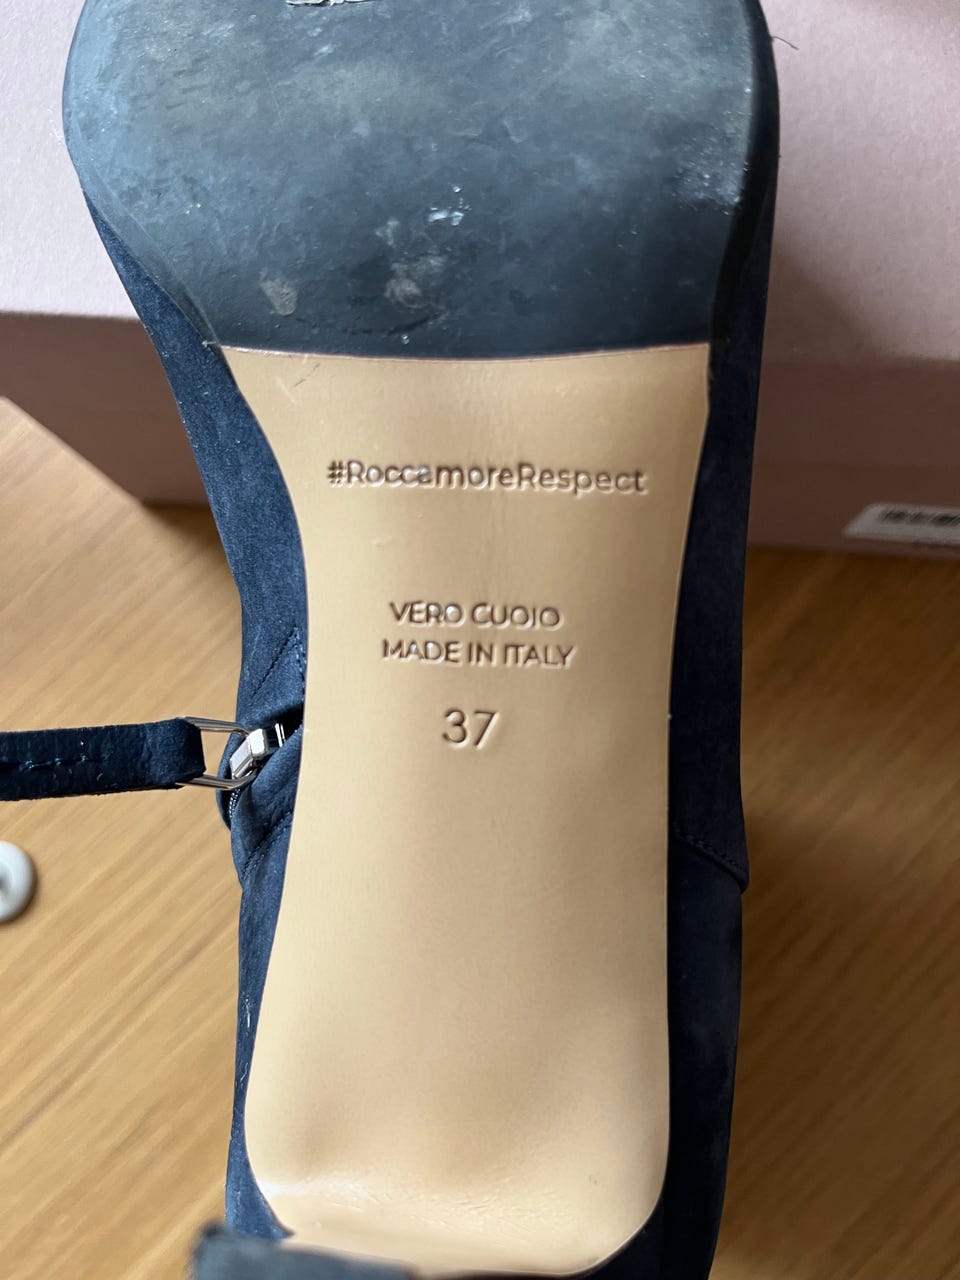 #RoccamoreRespect
VERO CUOIO
MADE IN ITALY
37